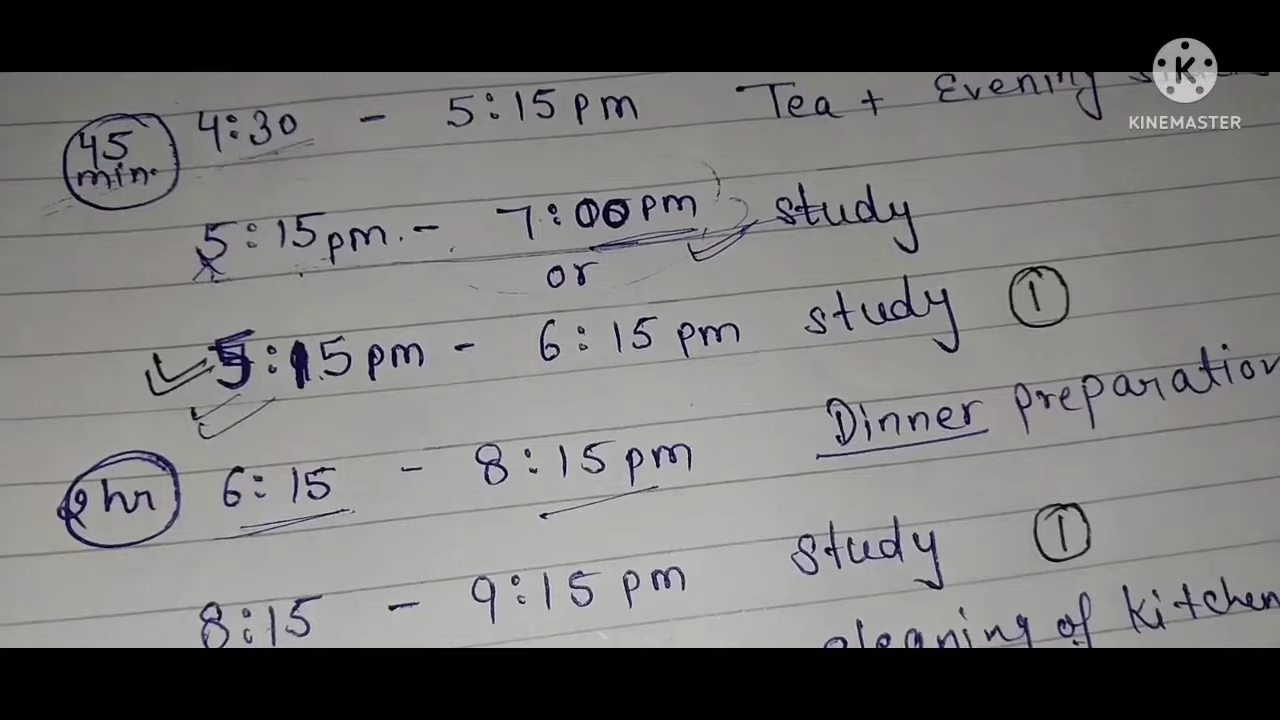 45 min. 4:30 - 5:15 pm Tea + Evening
5:15 pm. - 7:00 pm study
or
5:15 pm - 6:15 pm study 1
2 hr 6:15 - 8:15 pm Dinner preparation
8:15 - 9:15 pm study 1
cleaning of kitchen
K
KINEMASTER